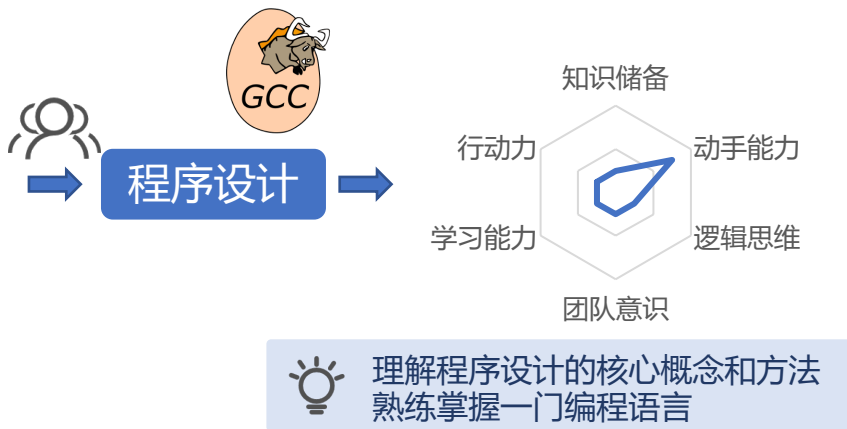 GCC
程序设计
知识储备
行动力
动手能力
学习能力
逻辑思维
团队意识
理解程序设计的核心概念和方法
熟练掌握一门编程语言